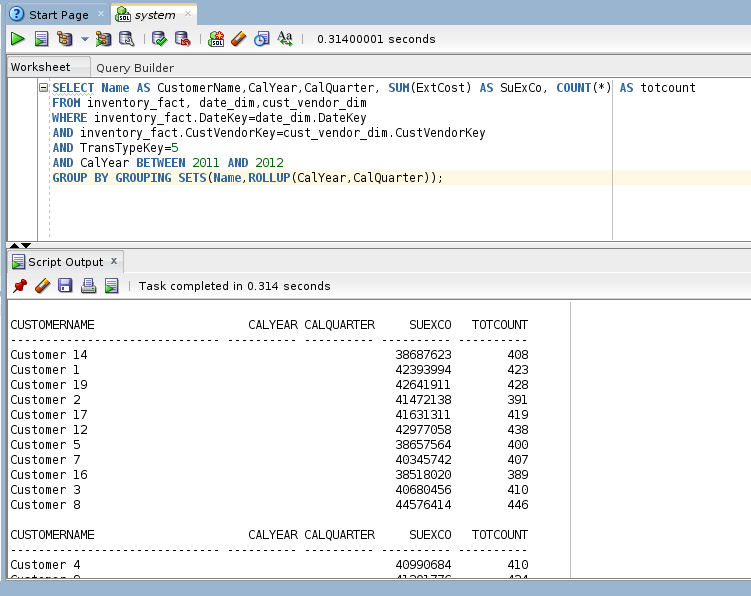 Start Page
system
0.31400001 seconds
Worksheet Query Builder
SELECT Name AS CustomerName,CalYear,CalQuarter, SUM(ExtCost) AS SuExCo, COUNT(*) AS totcount
FROM inventory_fact, date_dim,cust_vendor_dim
WHERE inventory_fact.DateKey=date_dim.DateKey
AND inventory_fact.CustVendorKey=cust_vendor_dim.CustVendorKey
AND TransTypeKey=5
AND CalYear BETWEEN 2011 AND 2012
GROUP BY GROUPING SETS(Name,ROLLUP(CalYear,CalQuarter));
Script Output x
Task completed in 0.314 seconds
CUSTOMERNAME CALYEAR CALQUARTER SUEXCO TOTCOUNT
------------------------------ ---------- ---------- ---------- ----------
Customer 14 38687623 408
Customer 1 42393994 423
Customer 19 42641911 428
Customer 2 41472138 391
Customer 17 41631311 419
Customer 12 42977058 438
Customer 5 38657564 400
Customer 7 40345742 407
Customer 16 38518020 389
Customer 3 40680456 410
Customer 8 44576414 446
CUSTOMERNAME CALYEAR CALQUARTER SUEXCO TOTCOUNT
------------------------------ ---------- ---------- ---------- ----------
Customer 4 40990684 410